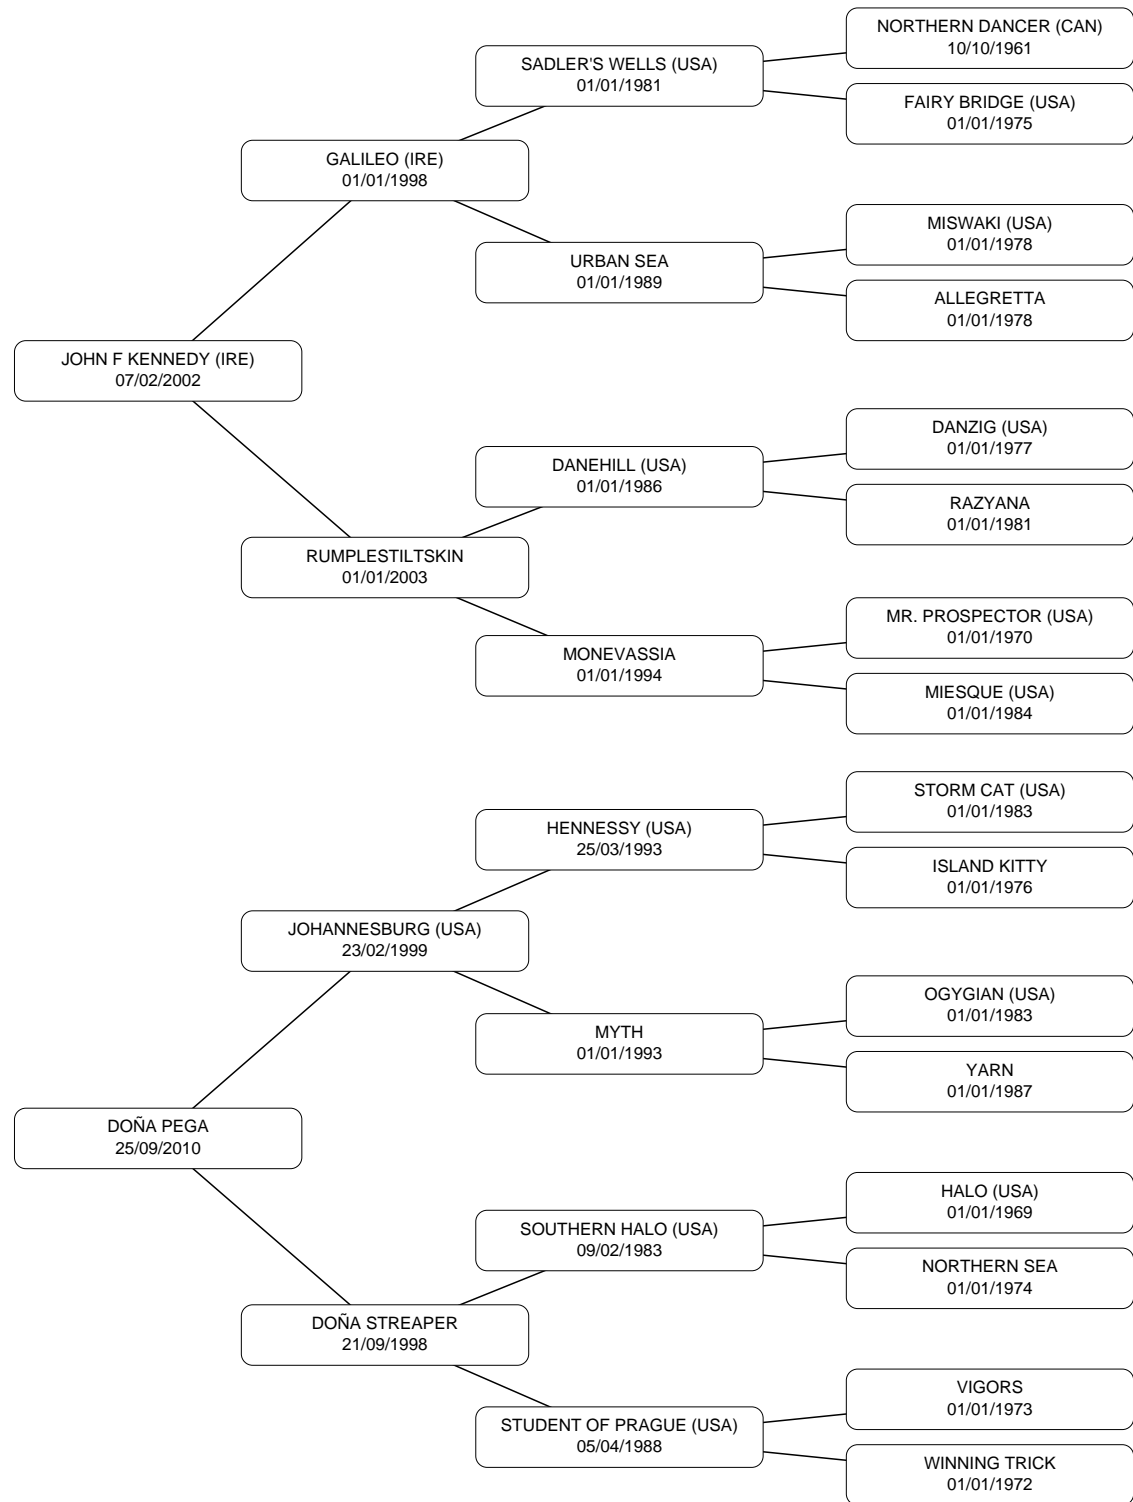 NORTHERN DANCER (CAN)
10/10/1961
SADLER'S WELLS (USA)
01/01/1981
FAIRY BRIDGE (USA)
01/01/1975
GALILEO (IRE)
01/01/1998
MISWAKI (USA)
01/01/1978
URBAN SEA
01/01/1989
ALLEGRETTA
01/01/1978
JOHN F KENNEDY (IRE)
07/02/2002
DANZIG (USA)
01/01/1977
DANEHILL (USA)
01/01/1986
RAZYANA
01/01/1981
RUMPLESTILTSKIN
01/01/2003
MR. PROSPECTOR (USA)
01/01/1970
MONEVASSIA
01/01/1994
MIESQUE (USA)
01/01/1984
STORM CAT (USA)
01/01/1983
HENNESSY (USA)
25/03/1993
ISLAND KITTY
01/01/1976
JOHANNESBURG (USA)
23/02/1999
OGYGIAN (USA)
01/01/1983
MYTH
01/01/1993
YARN
01/01/1987
DOÑA PEGA
25/09/2010
HALO (USA)
01/01/1969
SOUTHERN HALO (USA)
09/02/1983
NORTHERN SEA
01/01/1974
DOÑA STREAPER
21/09/1998
VIGORS
01/01/1973
STUDENT OF PRAGUE (USA)
05/04/1988
WINNING TRICK
01/01/1972